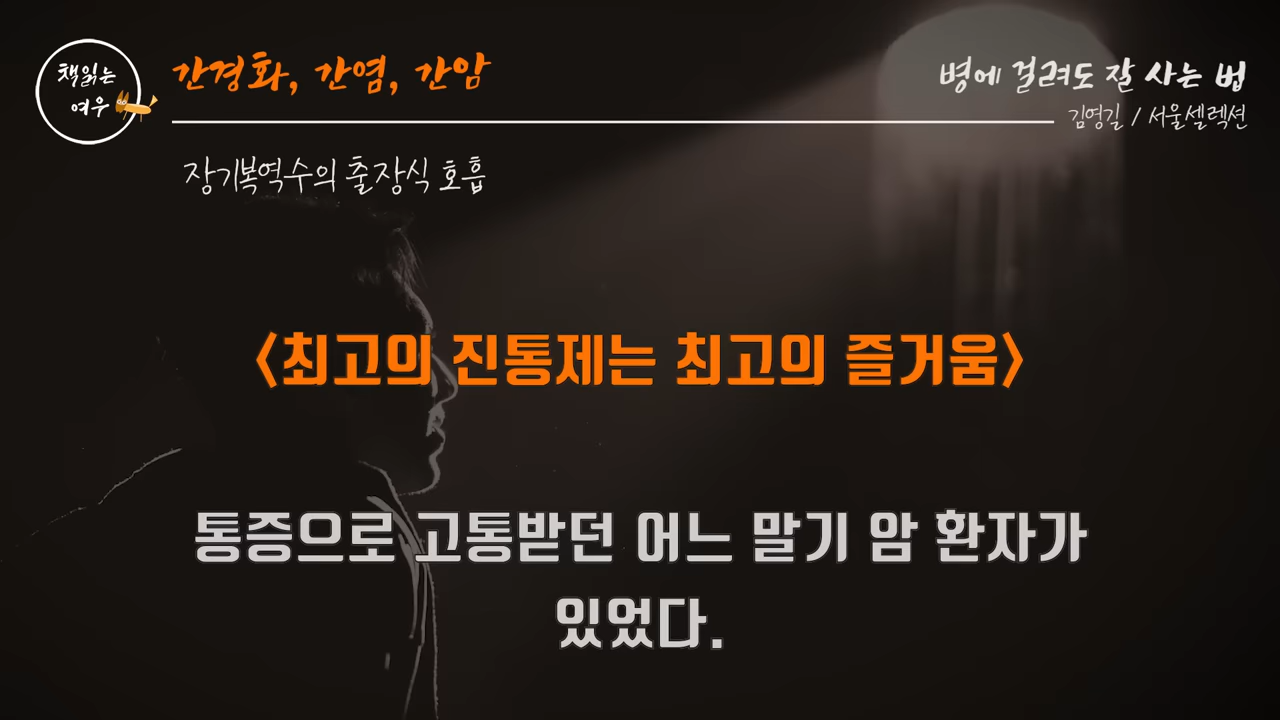 책읽는
여우
간경화, 간염, 간암
병에 걸려도 잘 사는 법
김영길 / 서울셀렉션
장기복역수의 출장식 호흡
〈최고의 진통제는 최고의 즐거움〉
통증으로 고통받던 어느 말기 암 환자가
있었다.